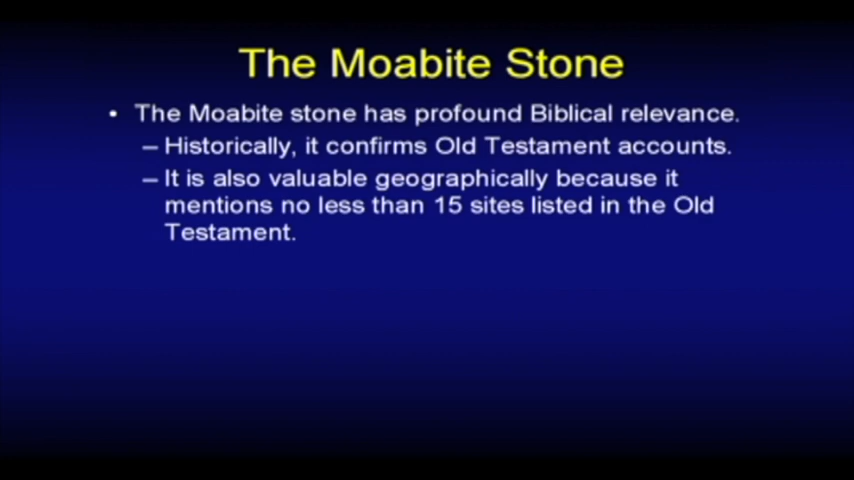 The Moabite Stone
• The Moabite stone has profound Biblical relevance.
– Historically, it confirms Old Testament accounts.
– It is also valuable geographically because it
mentions no less than 15 sites listed in the Old
Testament.